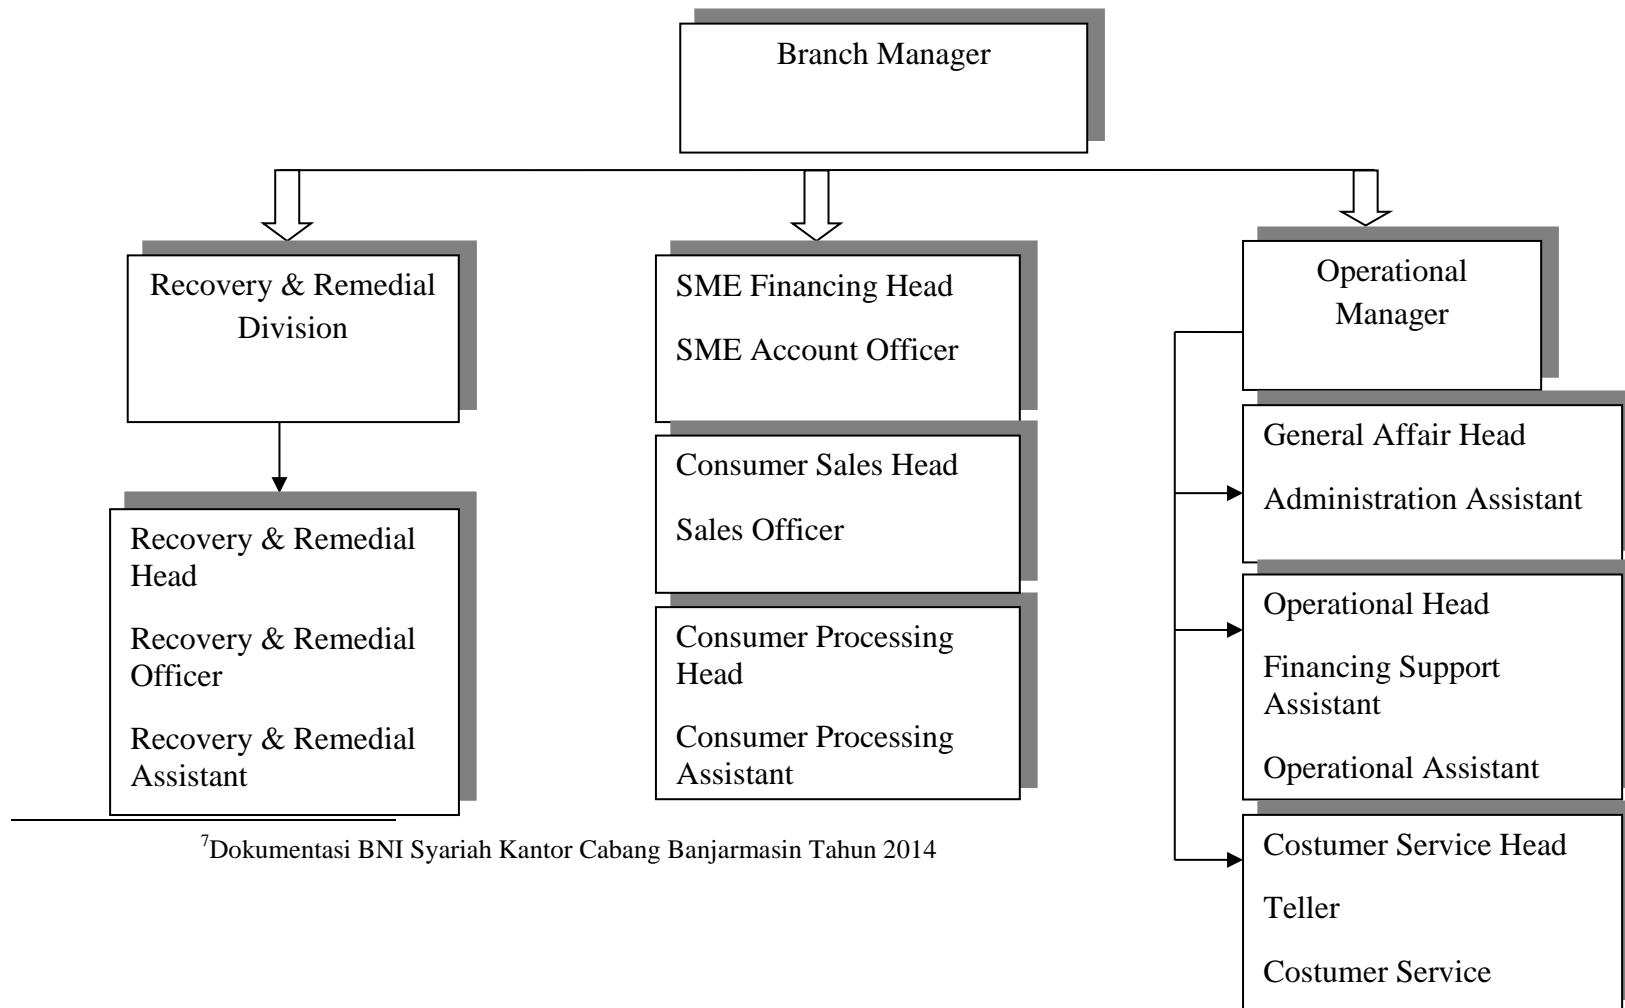 Branch Manager
Recovery & Remedial
Division
Recovery & Remedial
Head
Recovery & Remedial
Officer
Recovery & Remedial
Assistant
SME Financing Head
SME Account Officer
Consumer Sales Head
Sales Officer
Consumer Processing
Head
Consumer Processing
Assistant
Operational
Manager
General Affair Head
Administration Assistant
Operational Head
Financing Support
Assistant
Operational Assistant
Costumer Service Head
Teller
Costumer Service
7Dokumentasi BNI Syariah Kantor Cabang Banjarmasin Tahun 2014